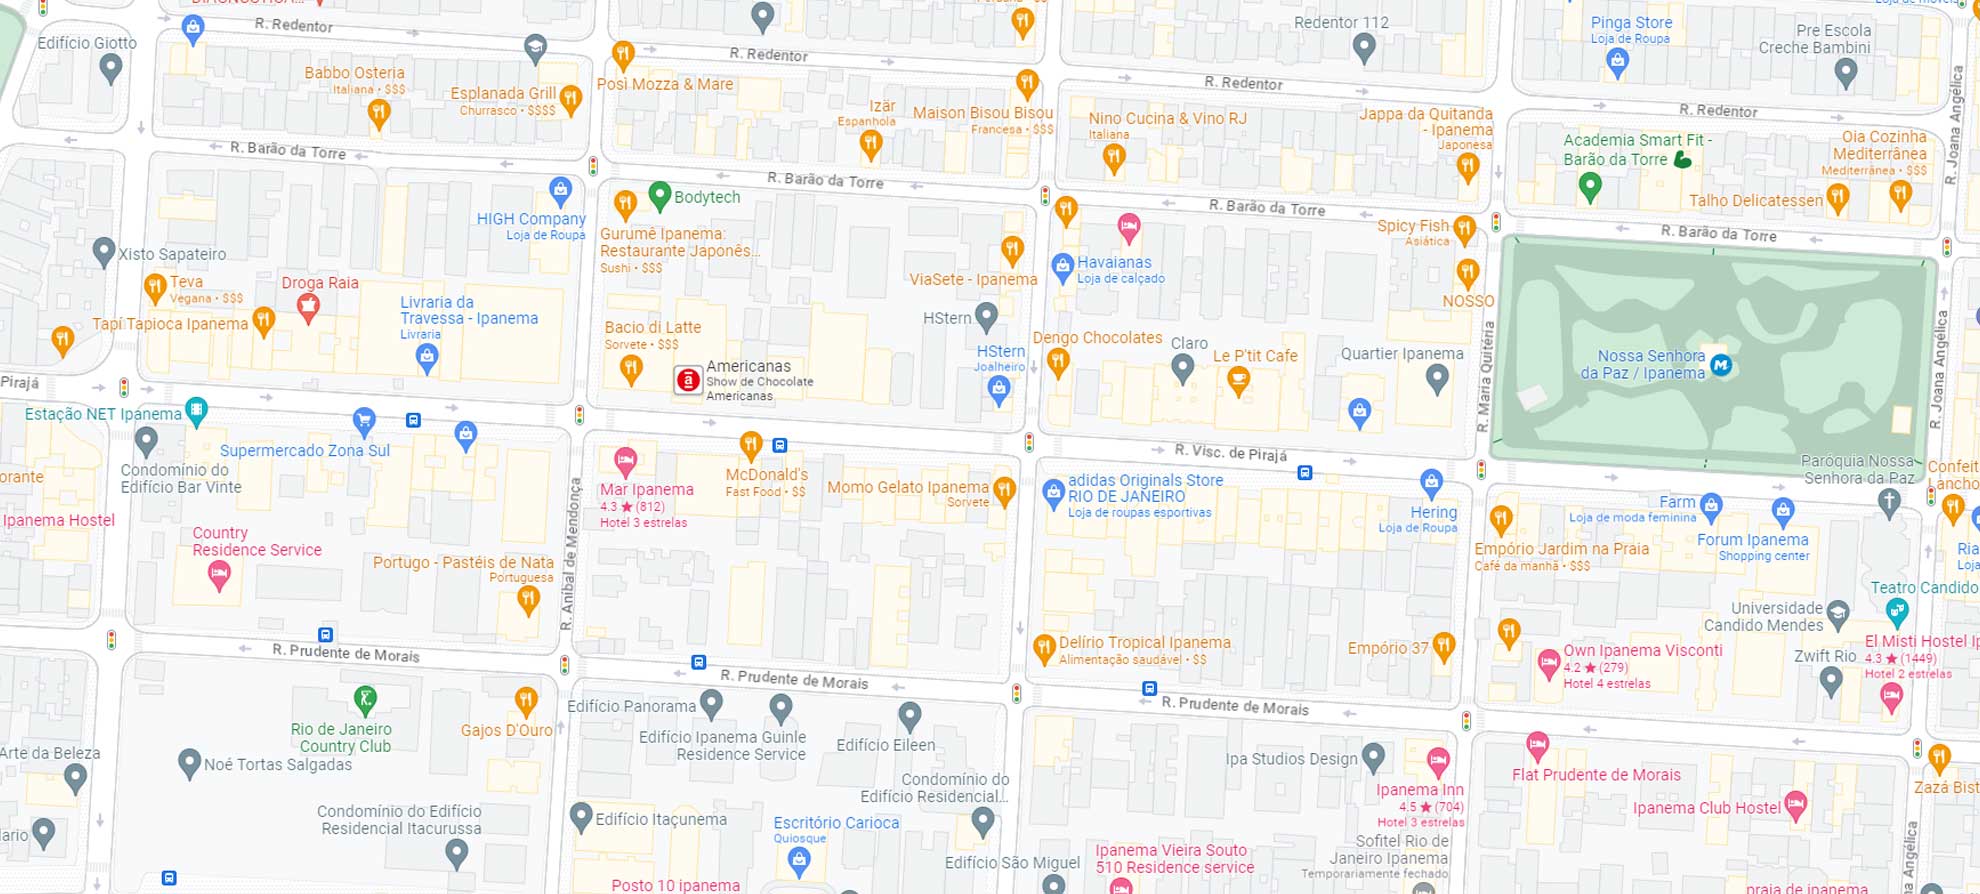 Edifício Giotto
R. Redentor
Babbo Osteria
Italiana • $$$
Esplanada Grill
Churrasco • $$$$
Posì Mozza & Mare
R. Redentor
Izär
Espanhola
Maison Bisou Bisou
Francesa • $$$
Redentor 112
R. Redentor
Nino Cucina & Vino RJ
Italiana
Jappa da Quitanda
- Ipanema
Japonesa
Pinga Store
Loja de Roupa
Pre Escola
Creche Bambini
R. Redentor
Academia Smart Fit -
Barão da Torre
Oia Cozinha
Mediterrânea
Mediterrânea • $$$
Talho Delicatessen
R. Joana Angélica
R. Barão da Torre
R. Barão da Torre
R. Barão da Torre
R. Barão da Torre
HIGH Company
Loja de Roupa
Bodytech
Gurumê Ipanema:
Restaurante Japonês...
Sushi • $$$
ViaSete - Ipanema
Havaianas
Loja de calçado
Spicy Fish
Asiática
NOSSO
Xisto Sapateiro
Teva
Vegana • $$$
Tapí Tapioca Ipanema
Droga Raia
Livraria da
Travessa - Ipanema
Livraria
Bacio di Latte
Sorvete • $$$
Americanas
Show de Chocolate
Americanas
HStern
HStern
Joalheiro
Dengo Chocolates
Claro
Le P'tit Cafe
Quartier Ipanema
R. Maria Quitéria
Nossa Senhora
da Paz / Ipanema
R. Joana Angélica
Pirajá
Estação NET Ipanema
Supermercado Zona Sul
Condomínio do
Edifício Bar Vinte
R. Visc. de Pirajá
Mar Ipanema
4.3 ★ (812)
Hotel 3 estrelas
McDonald's
Fast Food • $$
Momo Gelato Ipanema
Sorvete
adidas Originals Store
RIO DE JANEIRO
Loja de roupas esportivas
Hering
Loja de Roupa
Paróquia Nossa
Senhora da Paz
Farm
Loja de moda feminina
Forum Ipanema
Shopping center
Empório Jardim na Praia
Café da manhã • $$$
Ipanema Hostel
Country
Residence Service
Portugo - Pastéis de Nata
Portuguesa
R. Aníbal de Mendonça
Teatro Candido
Universidade
Candido Mendes
El Misti Hostel
4.3 ★ (1449)
Hotel 2 estrelas
Zwift Rio
Own Ipanema Visconti
4.2 ★ (279)
Hotel 4 estrelas
Delírio Tropical Ipanema
Alimentação saudável • $$
Empório 37
R. Prudente de Morais
R. Prudente de Morais
R. Prudente de Morais
Rio de Janeiro
Country Club
Gajos D'Ouro
Edifício Panorama
Edifício Ipanema Guinle
Residence Service
Edifício Eileen
Condomínio do
Edifício Residencial...
Ipa Studios Design
Ipanema Inn
4.5 ★ (704)
Hotel 3 estrelas
Flat Prudente de Morais
Ipanema Club Hostel
Arte da Beleza
Noé Tortas Salgadas
Condomínio do Edifício
Residencial Itacurussa
Edifício Itaçunema
Escritório Carioca
Quiosque
Posto 10 ipanema
Edifício São Miguel
Ipanema Vieira Souto
510 Residence service
Sofitel Rio de
Janeiro Ipanema
Temporariamente fechado
praia de ipanema